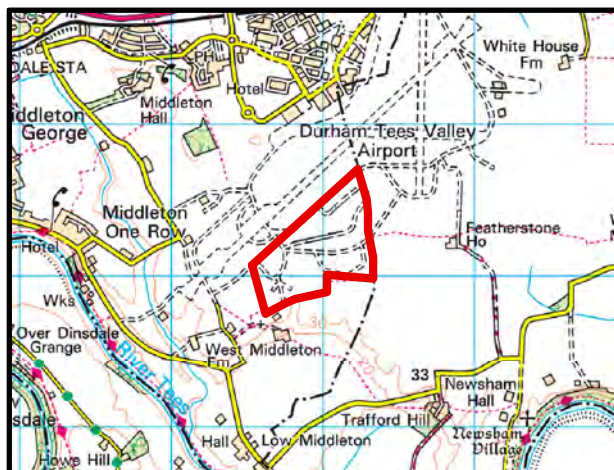 PH
White House
Fm
DALE STA
Hotel
Middleton
Hall
iddleton
George
Durham Tees Valley
Airport
Middleton
One Row
Featherstone
Ho
Hotel
Wks
30
Over Dinsdale
Grange
River Tees
West Middleton
Fm
20
33
Newsham
Hall
Trafford Hill
sdale
Hall
Low Middleton
Newsham
Village
Howe Hill